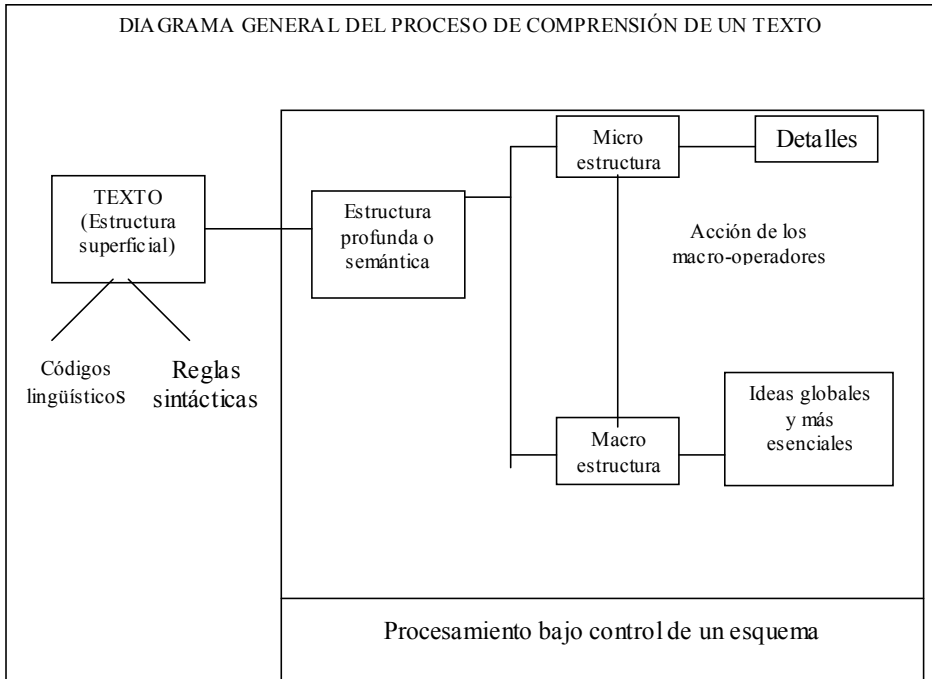 DIAGRAMA GENERAL DEL PROCESO DE COMPRENSIÓN DE UN TEXTO
TEXTO
(Estructura
superficial)
Códigos
lingüísticos
Reglas
sintácticas
Estructura
profunda o
semántica
Micro
estructura
Detalles
Acción de los
macro-operadores
Macro
estructura
Ideas globales
y más
esenciales
Procesamiento bajo control de un esquema